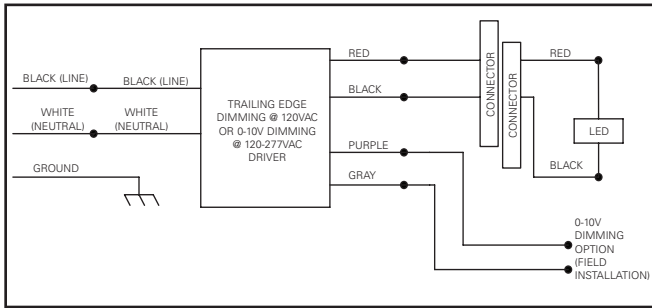 BLACK (LINE)
BLACK (LINE)
WHITE
(NEUTRAL)
WHITE
(NEUTRAL)
GROUND
TRAILING EDGE
DIMMING @ 120VAC
OR 0-10V DIMMING
@ 120-277VAC
DRIVER
RED
BLACK
PURPLE
GRAY
CONNECTOR
CONNECTOR
RED
LED
BLACK
0-10V
DIMMING
OPTION
(FIELD
INSTALLATION)